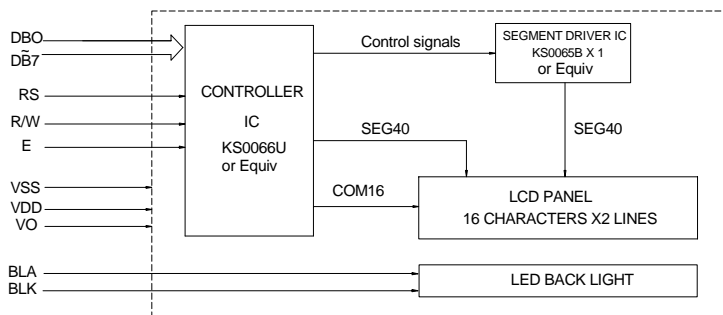 DBO
~
DB7
RS
R/W
E
VSS
VDD
VO
BLA
BLK
CONTROLLER
IC
KS0066U
or Equiv
Control signals
SEG40
COM16
SEGMENT DRIVER IC
KS0065B X 1
or Equiv
SEG40
LCD PANEL
16 CHARACTERS X2 LINES
LED BACK LIGHT